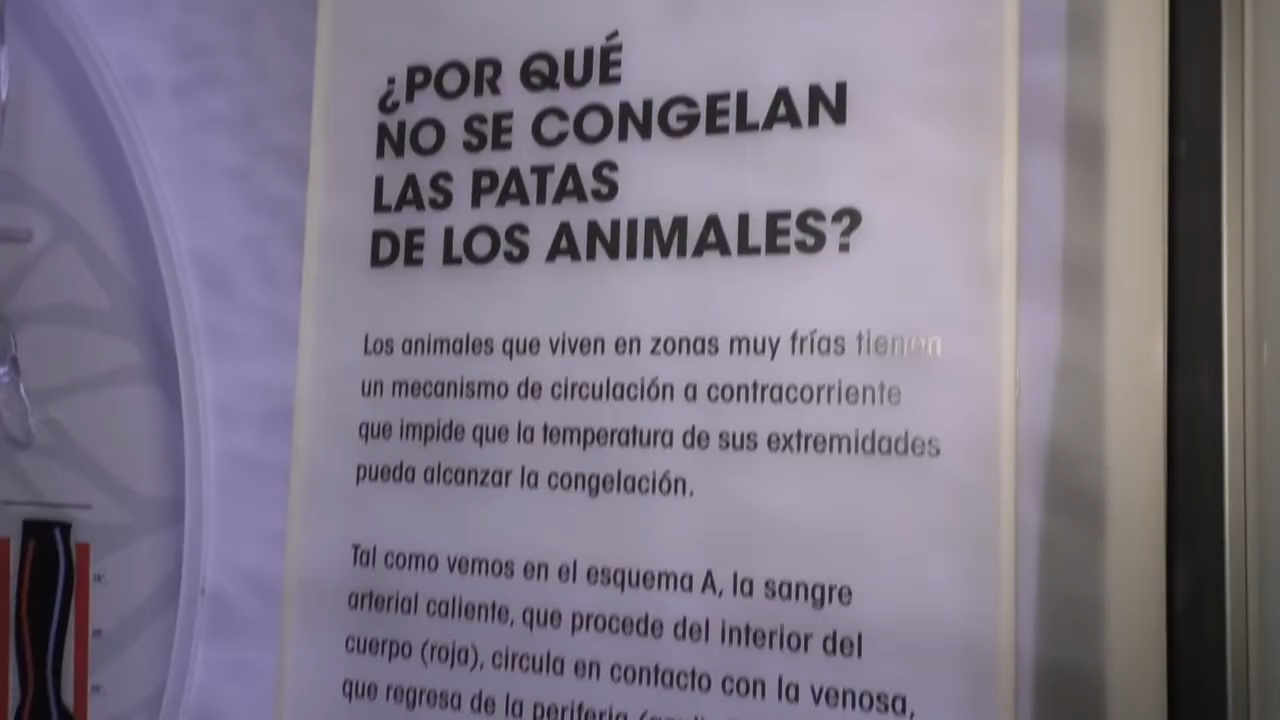 ¿POR QUÉ
NO SE CONGELAN
LAS PATAS
DE LOS ANIMALES?
Los animales que viven en zonas muy frías tienen
un mecanismo de circulación a contracorriente
que impide que la temperatura de sus extremidades
pueda alcanzar la congelación.
Tal como vemos en el esquema A, la sangre
arterial caliente, que procede del interior del
cuerpo (roja), circula en contacto con la venosa,
que regresa de la periferia